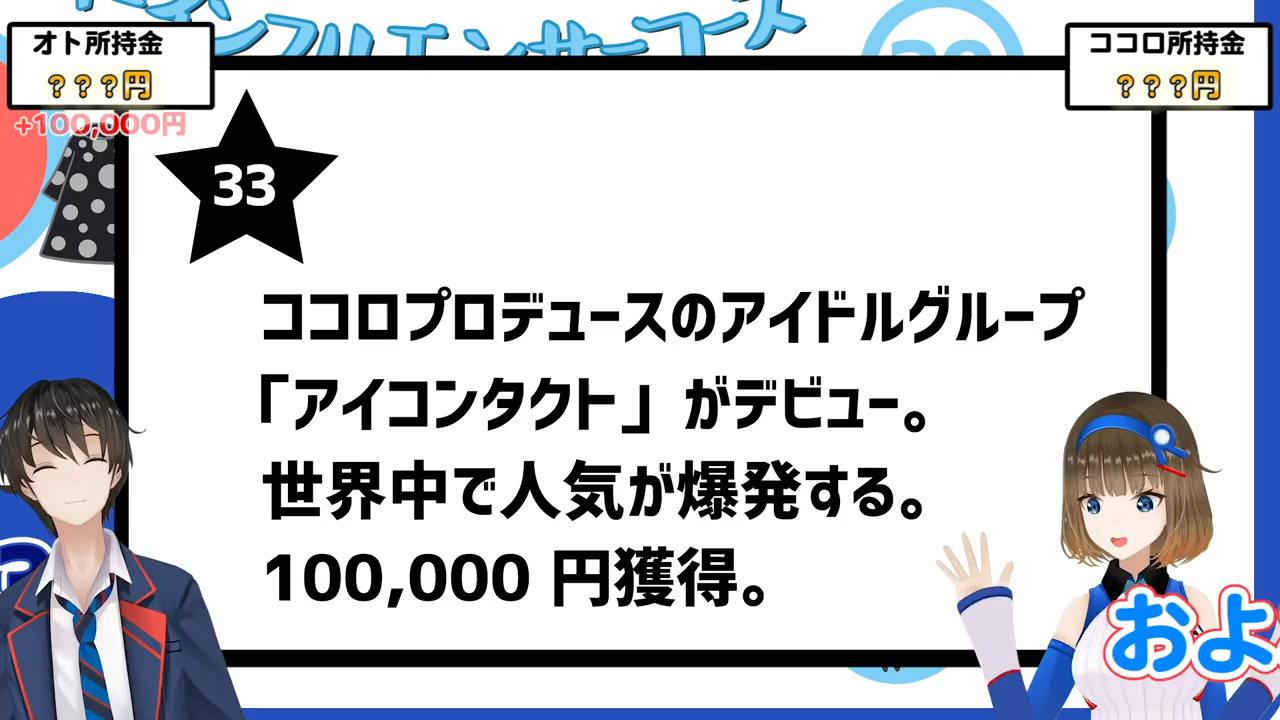 オト所持金
???円
+100,000円
ココロ所持金
???円
33
ココロプロデュースのアイドルグループ
「アイコンタクト」がデビュー。
世界中で人気が爆発する。
100,000 円獲得。
およ